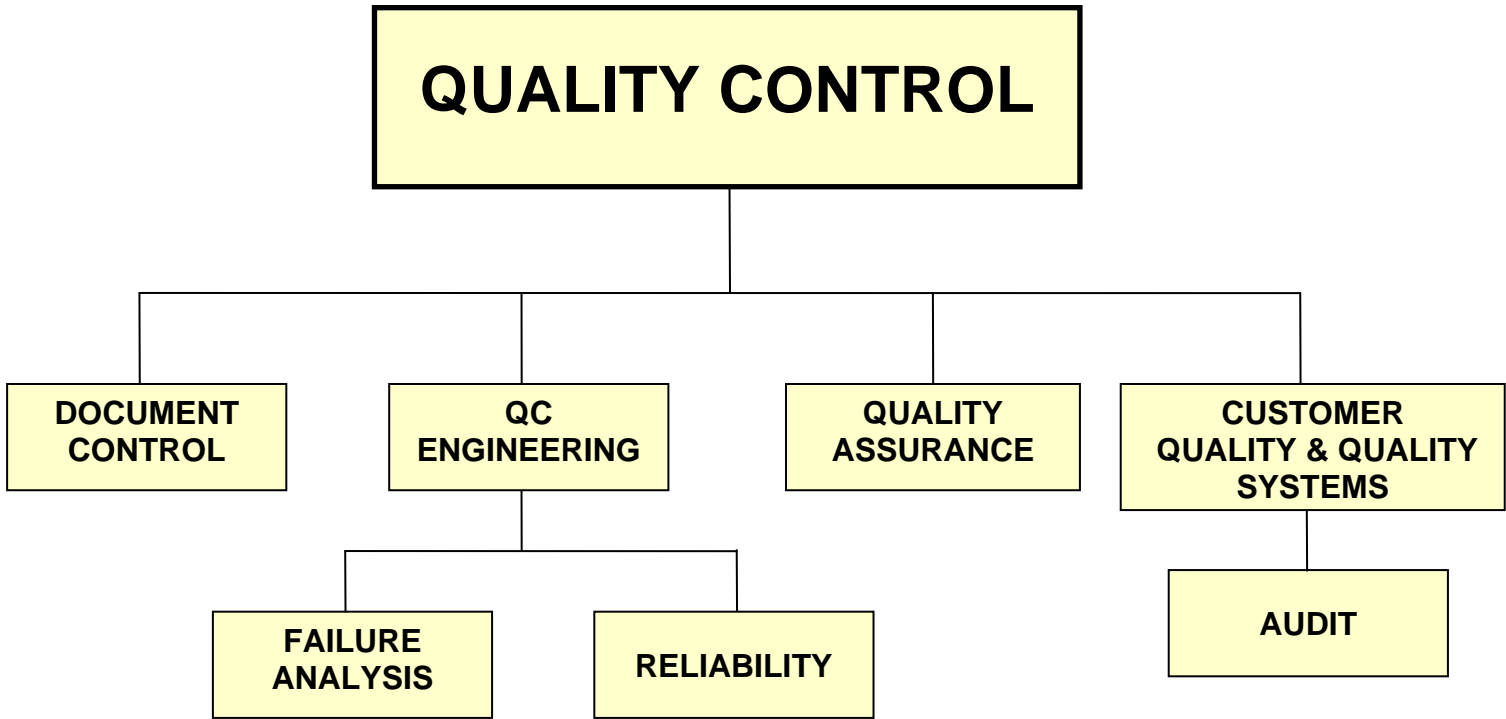 QUALITY CONTROL
DOCUMENT
CONTROL
QC
ENGINEERING
QUALITY
ASSURANCE
CUSTOMER
QUALITY & QUALITY
SYSTEMS
FAILURE
ANALYSIS
RELIABILITY
AUDIT